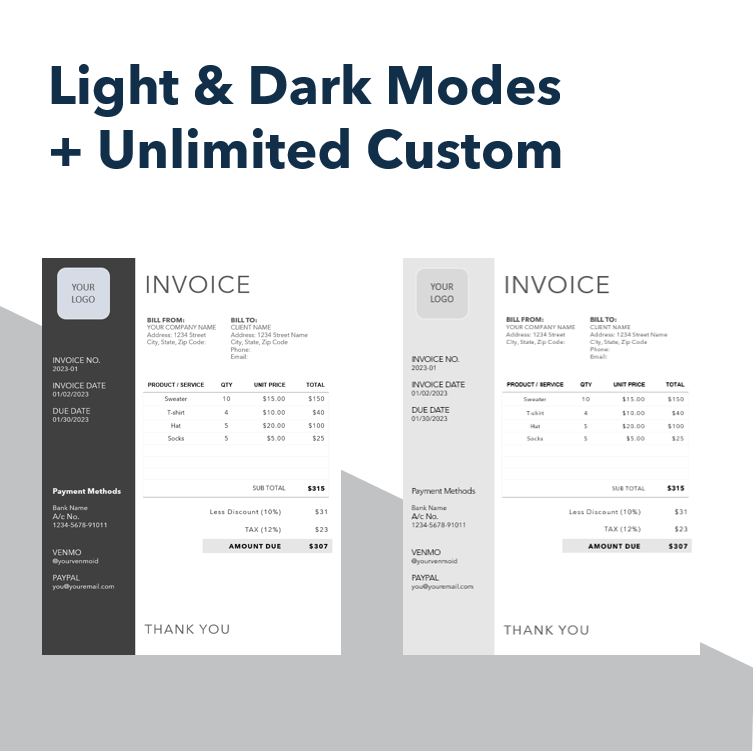 Light & Dark Modes
+ Unlimited Custom
YOUR
LOGO
INVOICE
BILL FROM:
YOUR COMPANY NAME
Address: 1234 Street
City, State, Zip Code:
BILL TO:
CLIENT NAME
Address: 1234 Street Name
City, State, Zip Code
Phone:
Email:
INVOICE NO.
2023-01
INVOICE DATE
01/02/2023
DUE DATE
01/30/2023
PRODUCT / SERVICE QTY UNIT PRICE TOTAL
Sweater 10 $15.00 $150
T-shirt 4 $10.00 $40
Hat 5 $20.00 $100
Socks 5 $5.00 $25
SUB TOTAL $315
Less Discount (10%) $31
TAX (12%) $23
AMOUNT DUE $307
Payment Methods
Bank Name
A/c No.
1234-5678-91011
VENMO
@yourvenmoid
PAYPAL
you@youremail.com
THANK YOU
YOUR
LOGO
INVOICE
BILL FROM:
YOUR COMPANY NAME
Address: 1234 Street
City, State, Zip Code:
BILL TO:
CLIENT NAME
Address: 1234 Street Name
City, State, Zip Code
Phone:
Email:
INVOICE NO.
2023-01
INVOICE DATE
01/02/2023
DUE DATE
01/30/2023
PRODUCT / SERVICE QTY UNIT PRICE TOTAL
Sweater 10 $15.00 $150
T-shirt 4 $10.00 $40
Hat 5 $20.00 $100
Socks 5 $5.00 $25
SUB TOTAL $315
Less Discount (10%) $31
TAX (12%) $23
AMOUNT DUE $307
Payment Methods
Bank Name
A/c No.
1234-5678-91011
VENMO
@yourvenmoid
PAYPAL
you@youremail.com
THANK YOU